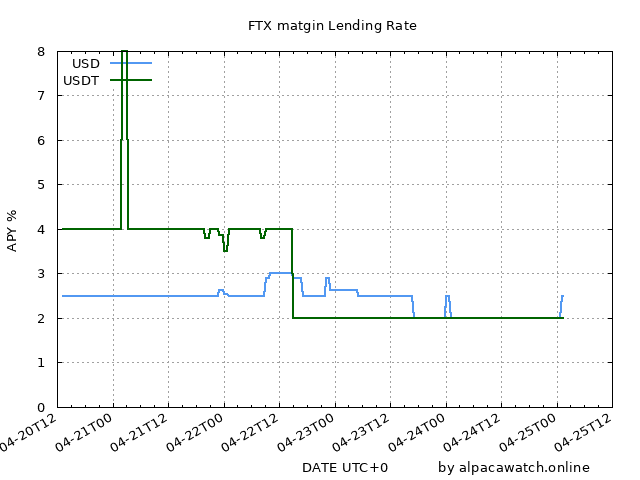 FTX matgin Lending Rate
USD
USDT
8
7
6
5
4
3
2
1
0
APY %
04-20T12
04-21T00
04-21T12
04-22T00
04-22T12
04-23T00
04-23T12
04-24T00
04-24T12
04-25T00
04-25T12
DATE UTC+0
by alpacawatch.online